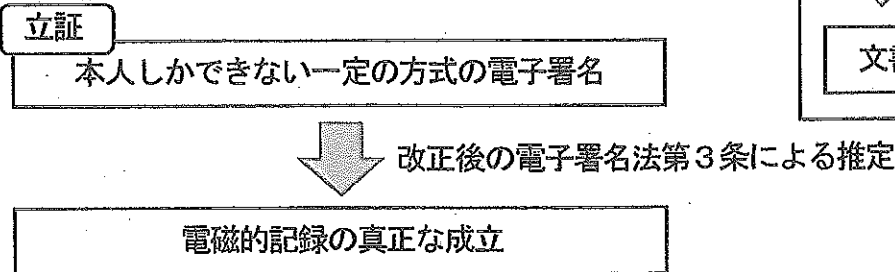 立証
本人しかできない一定の方式の電子署名
文書
改正後の電子署名法第3条による推定
電磁的記録の真正な成立